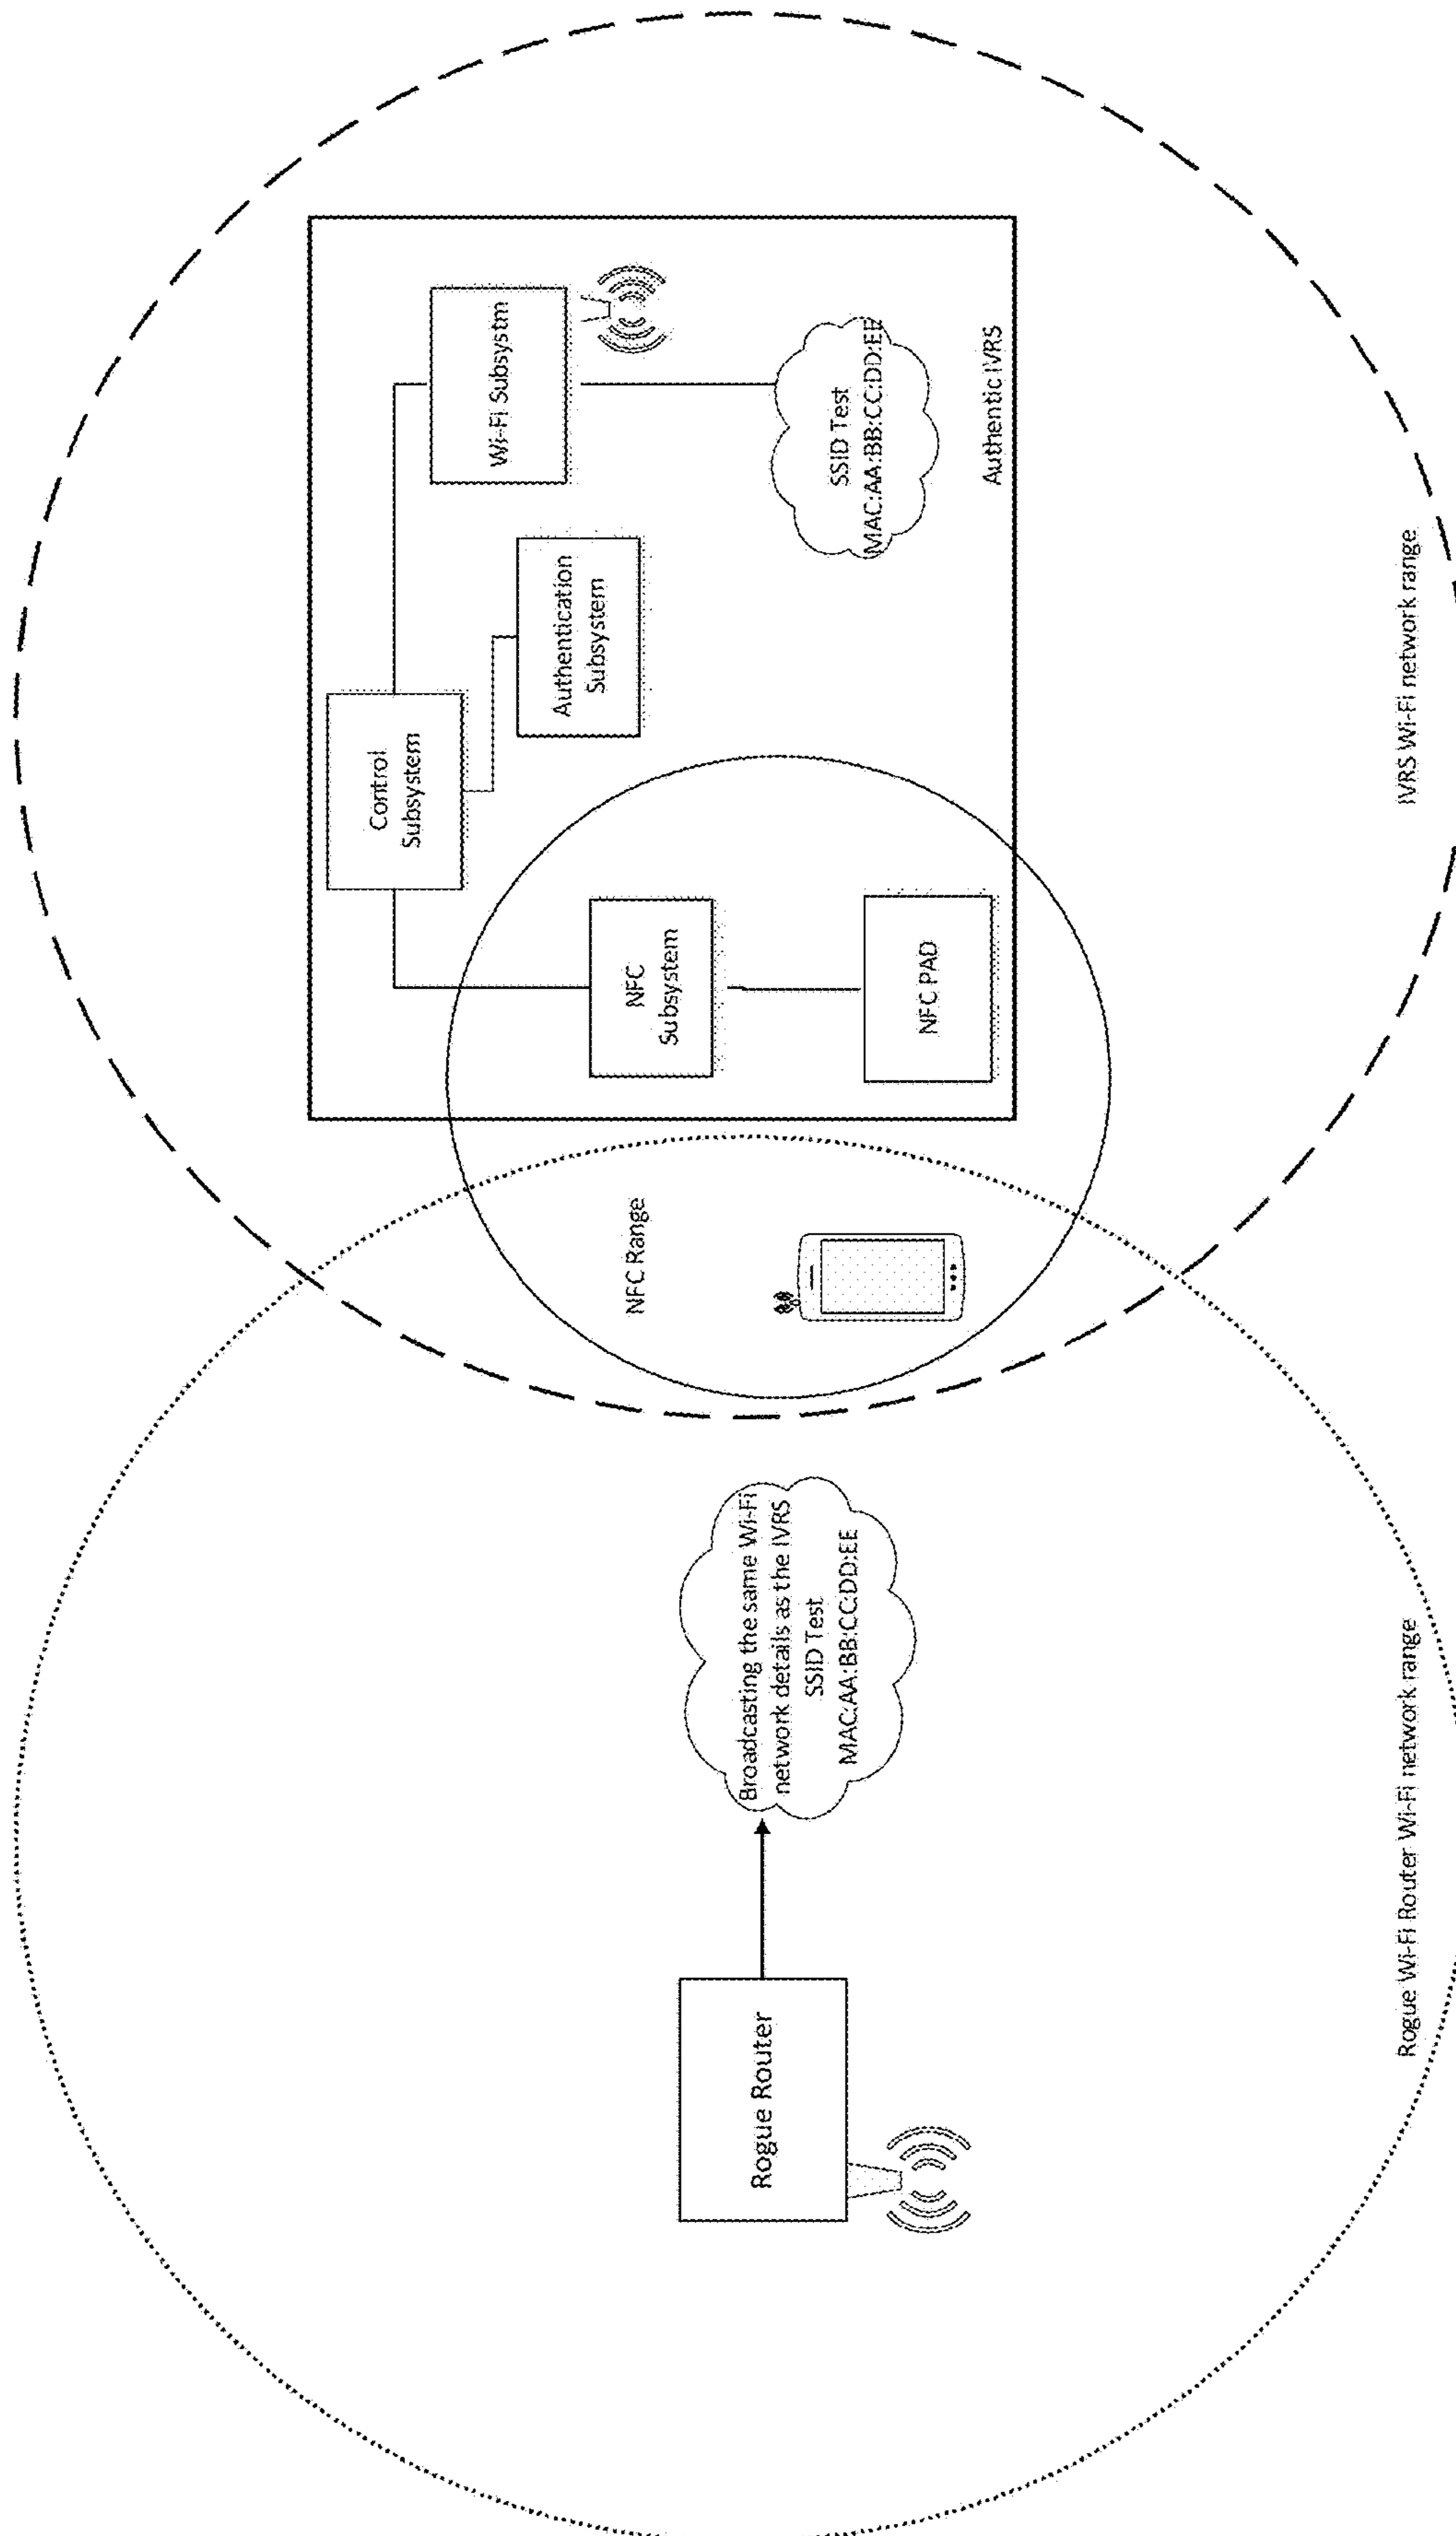 Rogue Router
Broadcasting the same Wi-Fi
network details as the IVRS
SSID Test
MAC:AA:BB:CC:DD:EE
Rogue Wi-Fi Router Wi-Fi network range
NFC Range
Control
Subsystem
NFC
Subsystem
NFC PAD
Authentication
Subsystem
Wi-Fi Subsystm
SSID Test
MAC:AA:BB:CC:DD:EE
Authentic IVRS
IVRS Wi-Fi network range